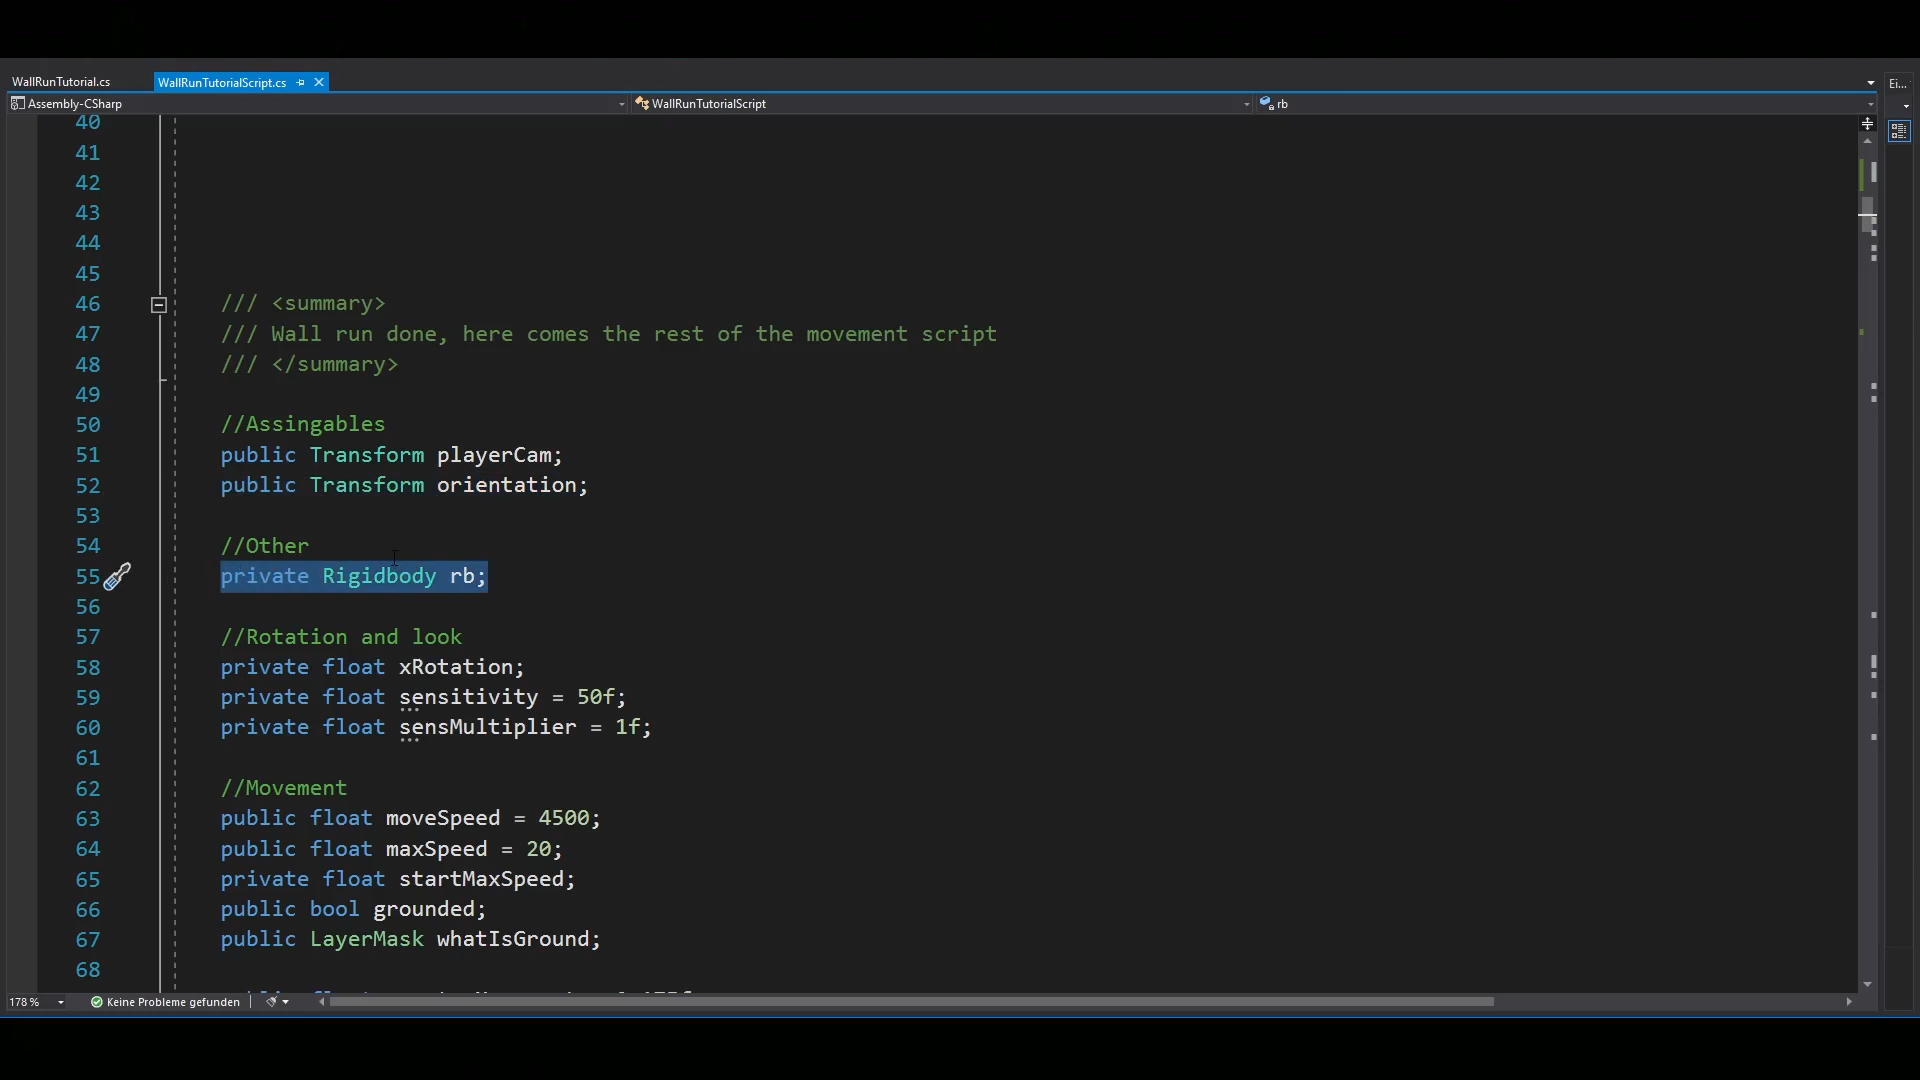 WallRunTutorial.cs
WallRunTutorialScript.cs
Ei...
Assembly-CSharp
WallRunTutorialScript
rb
40
41
42
43
44
45
46 /// <summary>
47 /// Wall run done, here comes the rest of the movement script
48 /// </summary>
49
50 //Assingables
51 public Transform playerCam;
52 public Transform orientation;
53
54 //Other
55 private Rigidbody rb;
56
57 //Rotation and look
58 private float xRotation;
59 private float sensitivity = 50f;
60 private float sensMultiplier = 1f;
61
62 //Movement
63 public float moveSpeed = 4500;
64 public float maxSpeed = 20;
65 private float startMaxSpeed;
66 public bool grounded;
67 public LayerMask whatIsGround;
68
178 %
Keine Probleme gefunden